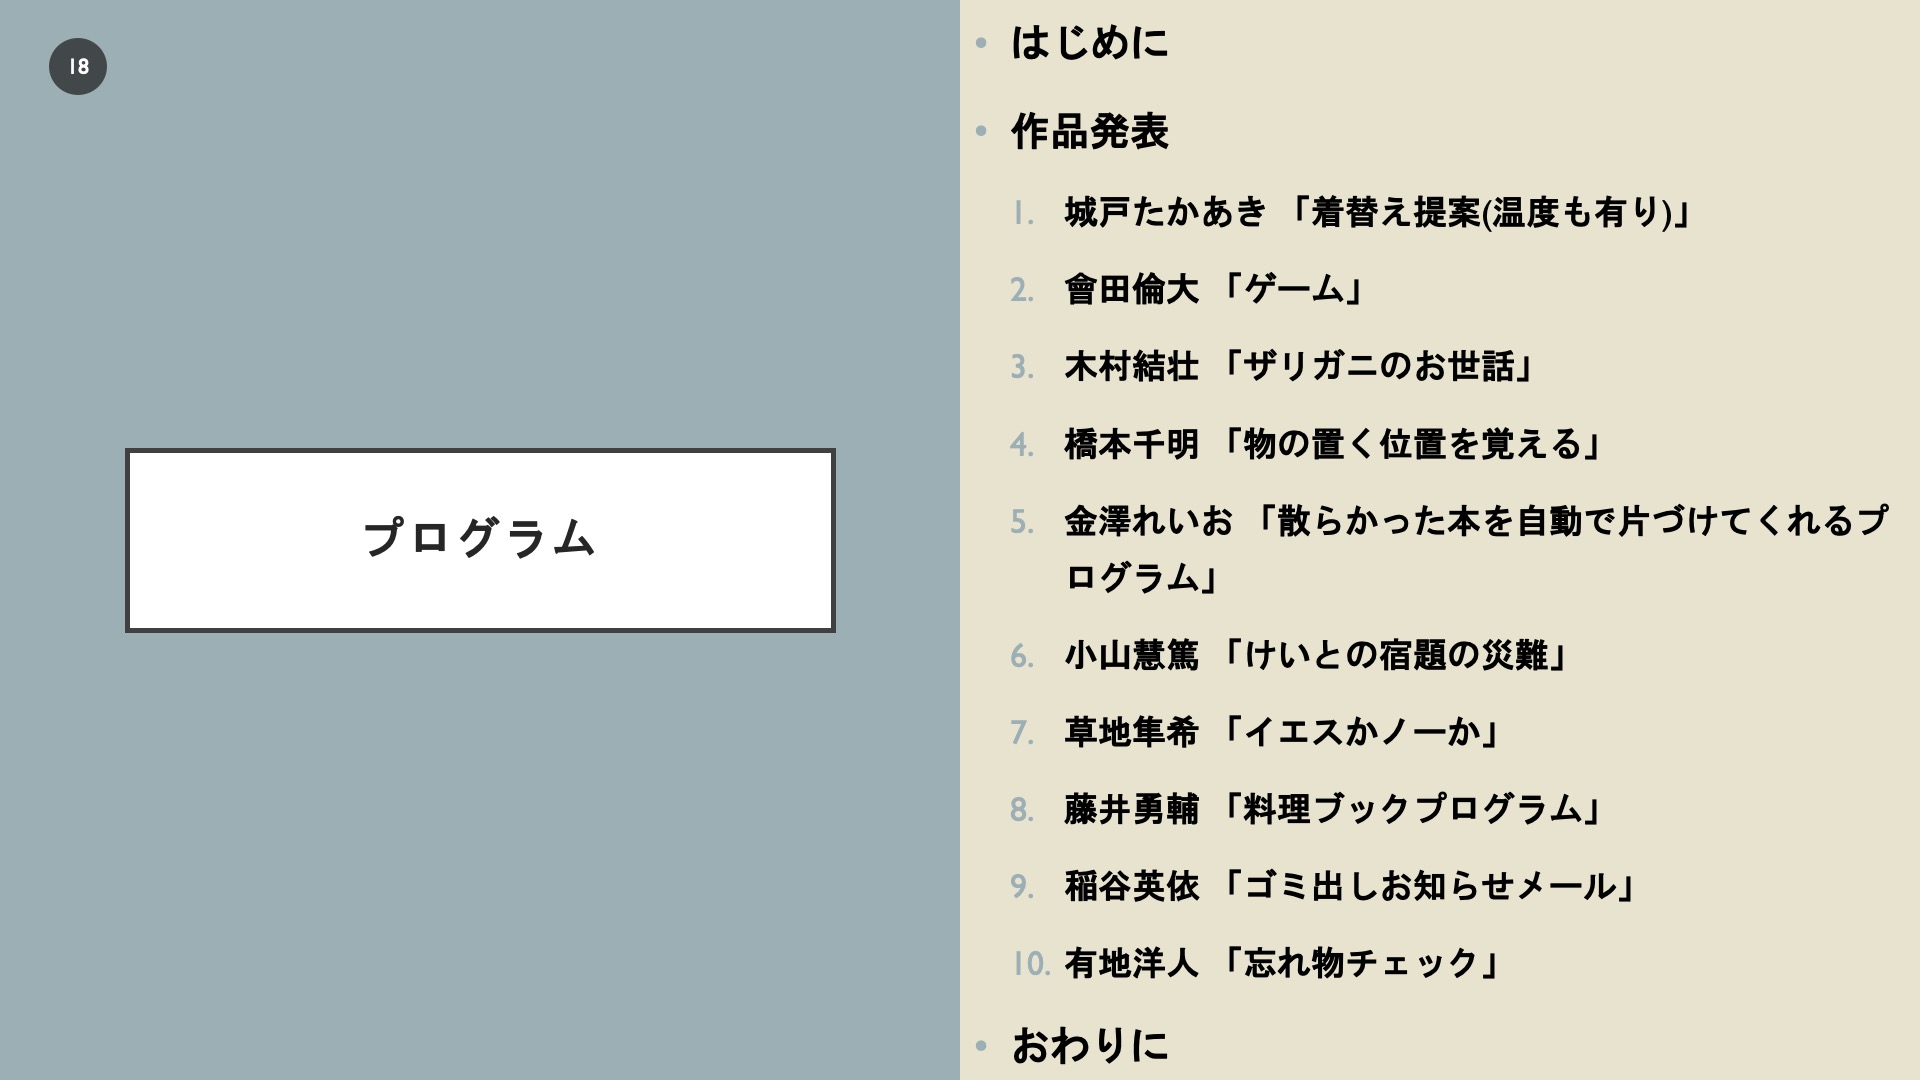 18
プログラム
• はじめに
• 作品発表
1. 城戸たかあき 「着替え提案(温度も有り)」
2. 會田倫大 「ゲーム」
3. 木村結壮 「ザリガニのお世話」
4. 橋本千明 「物の置く位置を覚える」
5. 金澤れいお 「散らかった本を自動で片づけてくれるプ
ログラム」
6. 小山慧篤 「けいとの宿題の災難」
7. 草地隼希 「イエスかノーか」
8. 藤井勇輔 「料理ブックプログラム」
9. 稲谷英依 「ゴミ出しお知らせメール」
10. 有地洋人 「忘れ物チェック」
• おわりに